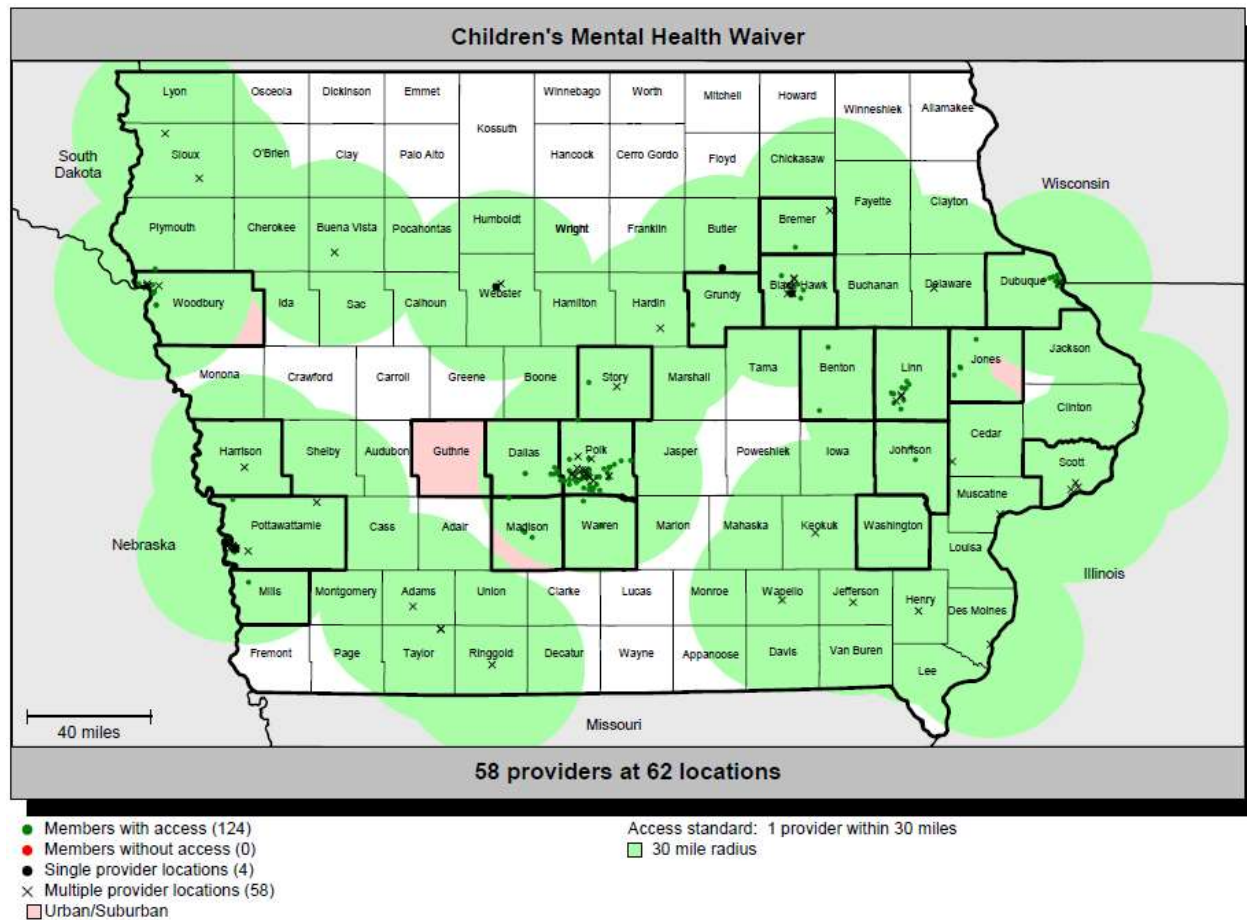 Children's Mental Health Waiver
Lyon Osceola Dickinson Emmet Kossuth Winnebago Worth Mitchell Howard Winneshiek Allamakee
South
Dakota
Sioux O'Brien Clay Palo Alto Hancock Cerro Gordo Floyd Chickasaw
Wisconsin
Plymouth Cherokee Buena Vista Pocahontas Humboldt Wright Franklin Butler Bremer Fayette Clayton
Woodbury Ida Sac Calhoun Webster Hamilton Hardin Grundy Black Hawk Buchanan Delaware Dubuque
Monona Crawford Carroll Greene Boone Story Marshall Tama Benton Linn Jones Jackson
Clinton
Harrison Shelby Audubon Guthrie Dallas Polk Jasper Poweshiek Iowa Johnson Cedar
Scott
Muscatine
Nebraska
Pottawattamie Cass Adair Madison Warren Marion Mahaska Keokuk Washington
Louisa
Illinois
Mills Montgomery Adams Union Clarke Lucas Monroe Wapello Jefferson Henry Des Moines
Fremont Page Taylor Ringgold Decatur Wayne Appanoose Davis Van Buren Lee
40 miles
Missouri
58 providers at 62 locations
Members with access (124)
Members without access (0)
Single provider locations (4)
Multiple provider locations (58)
Urban/Suburban
Access standard: 1 provider within 30 miles
30 mile radius